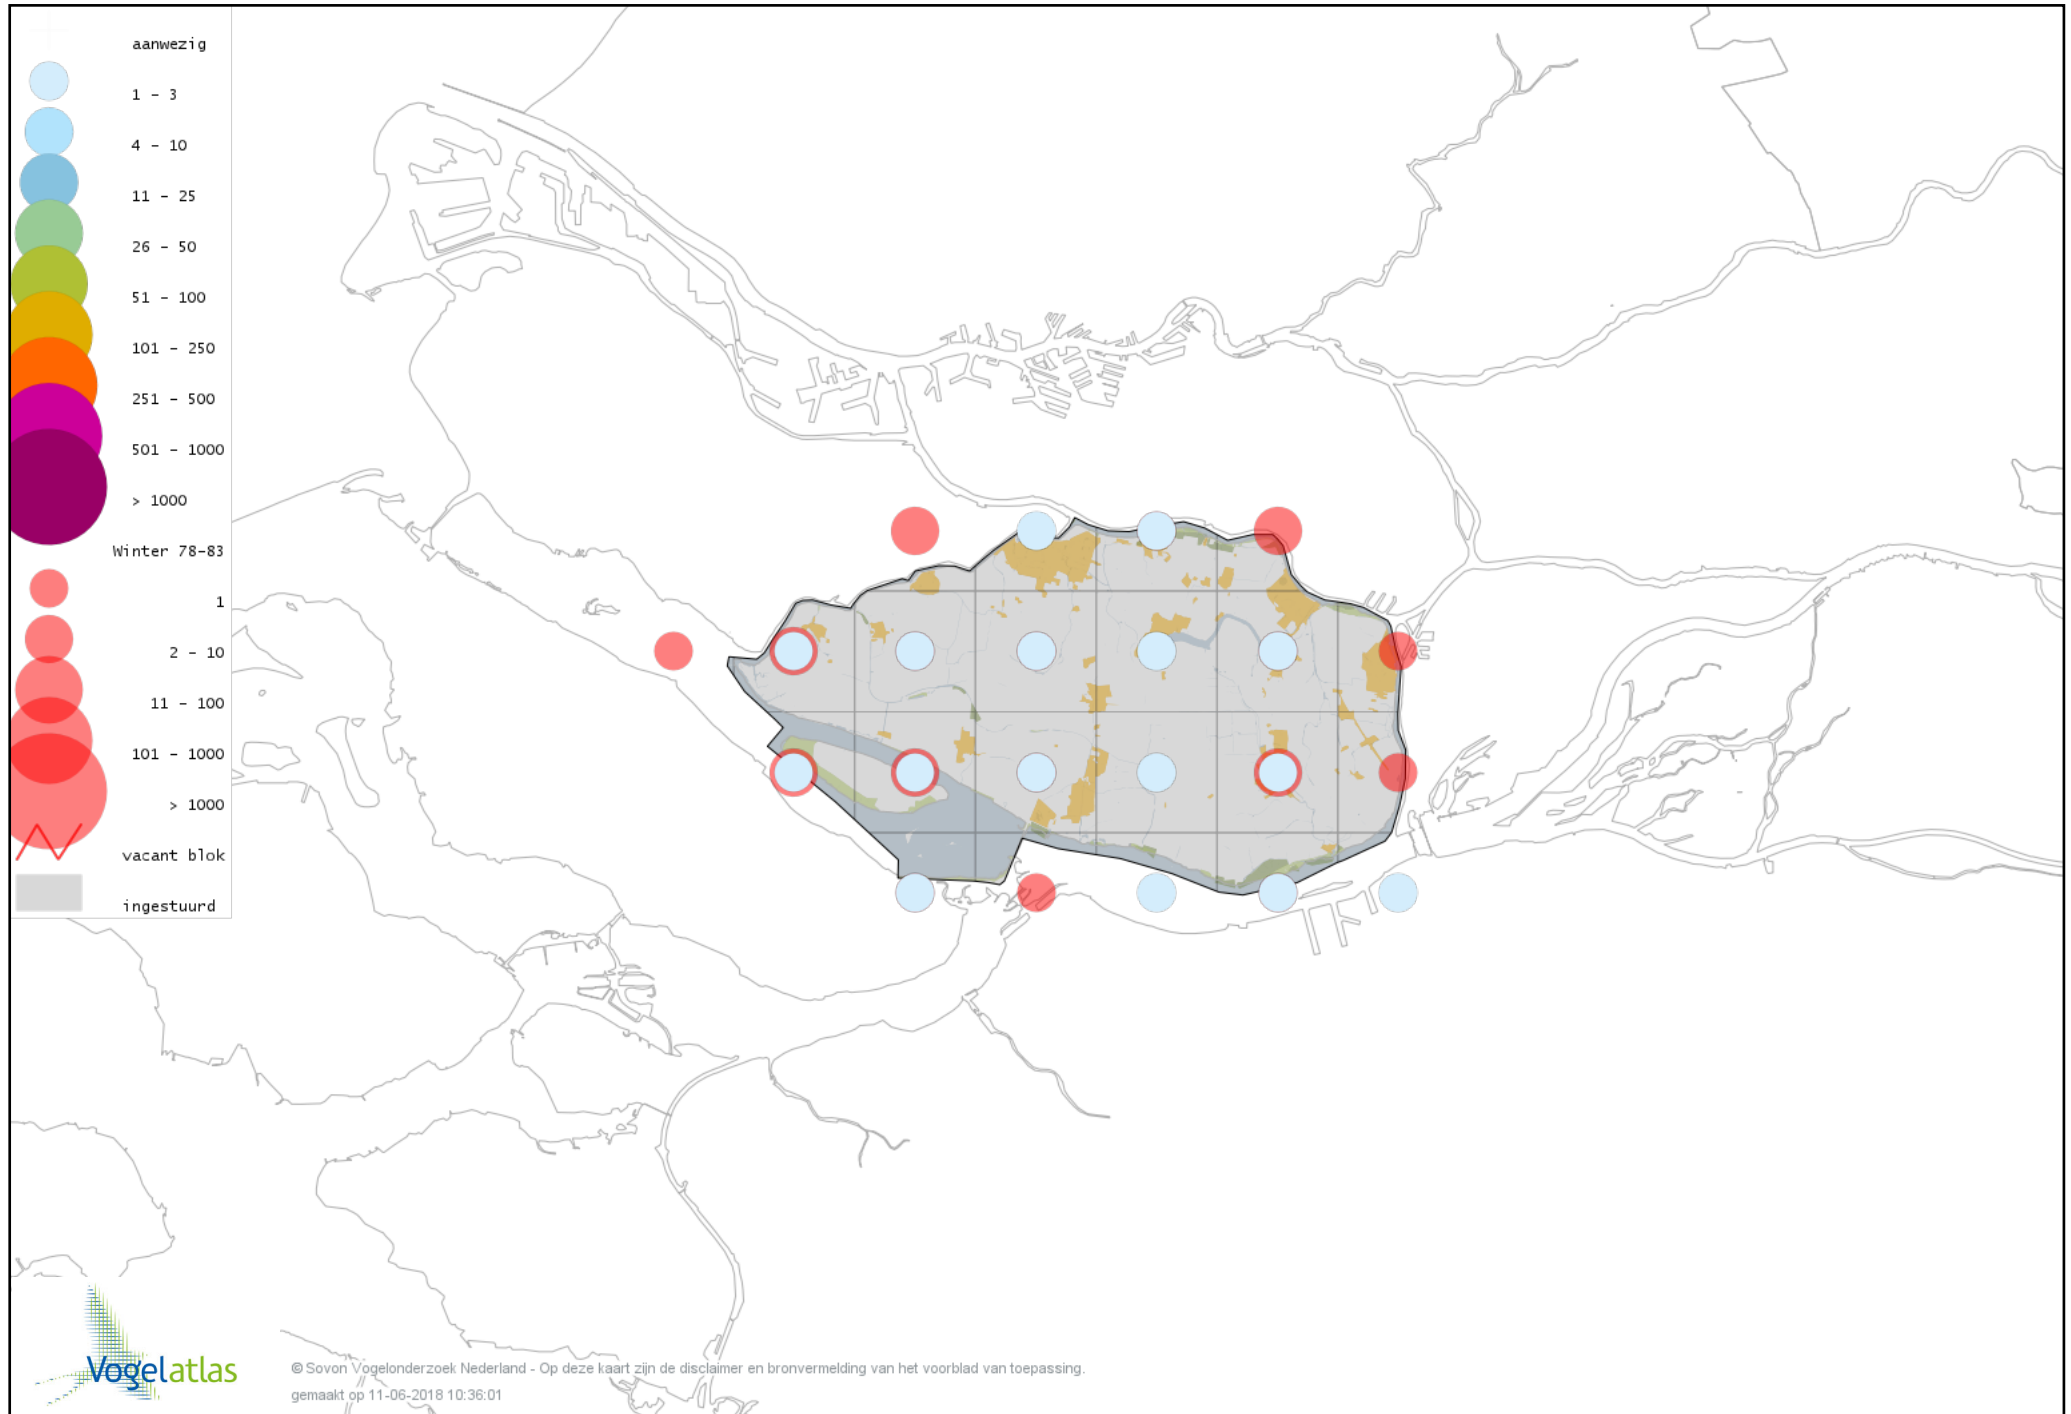 aanwezig
1 – 3
4 – 10
11 – 25
26 – 50
51 – 100
101 – 250
251 – 500
501 – 1000
> 1000
Winter 78-83
1
2 – 10
11 – 100
101 – 1000
> 1000
vacant blok
ingestuurd
Vogelatlas
© Sovon Vogelonderzoek Nederland - Op deze kaart zijn de disclaimer en bronvermelding van het voorblad van toepassing.
gemaakt op 11-06-2018 10:36:01